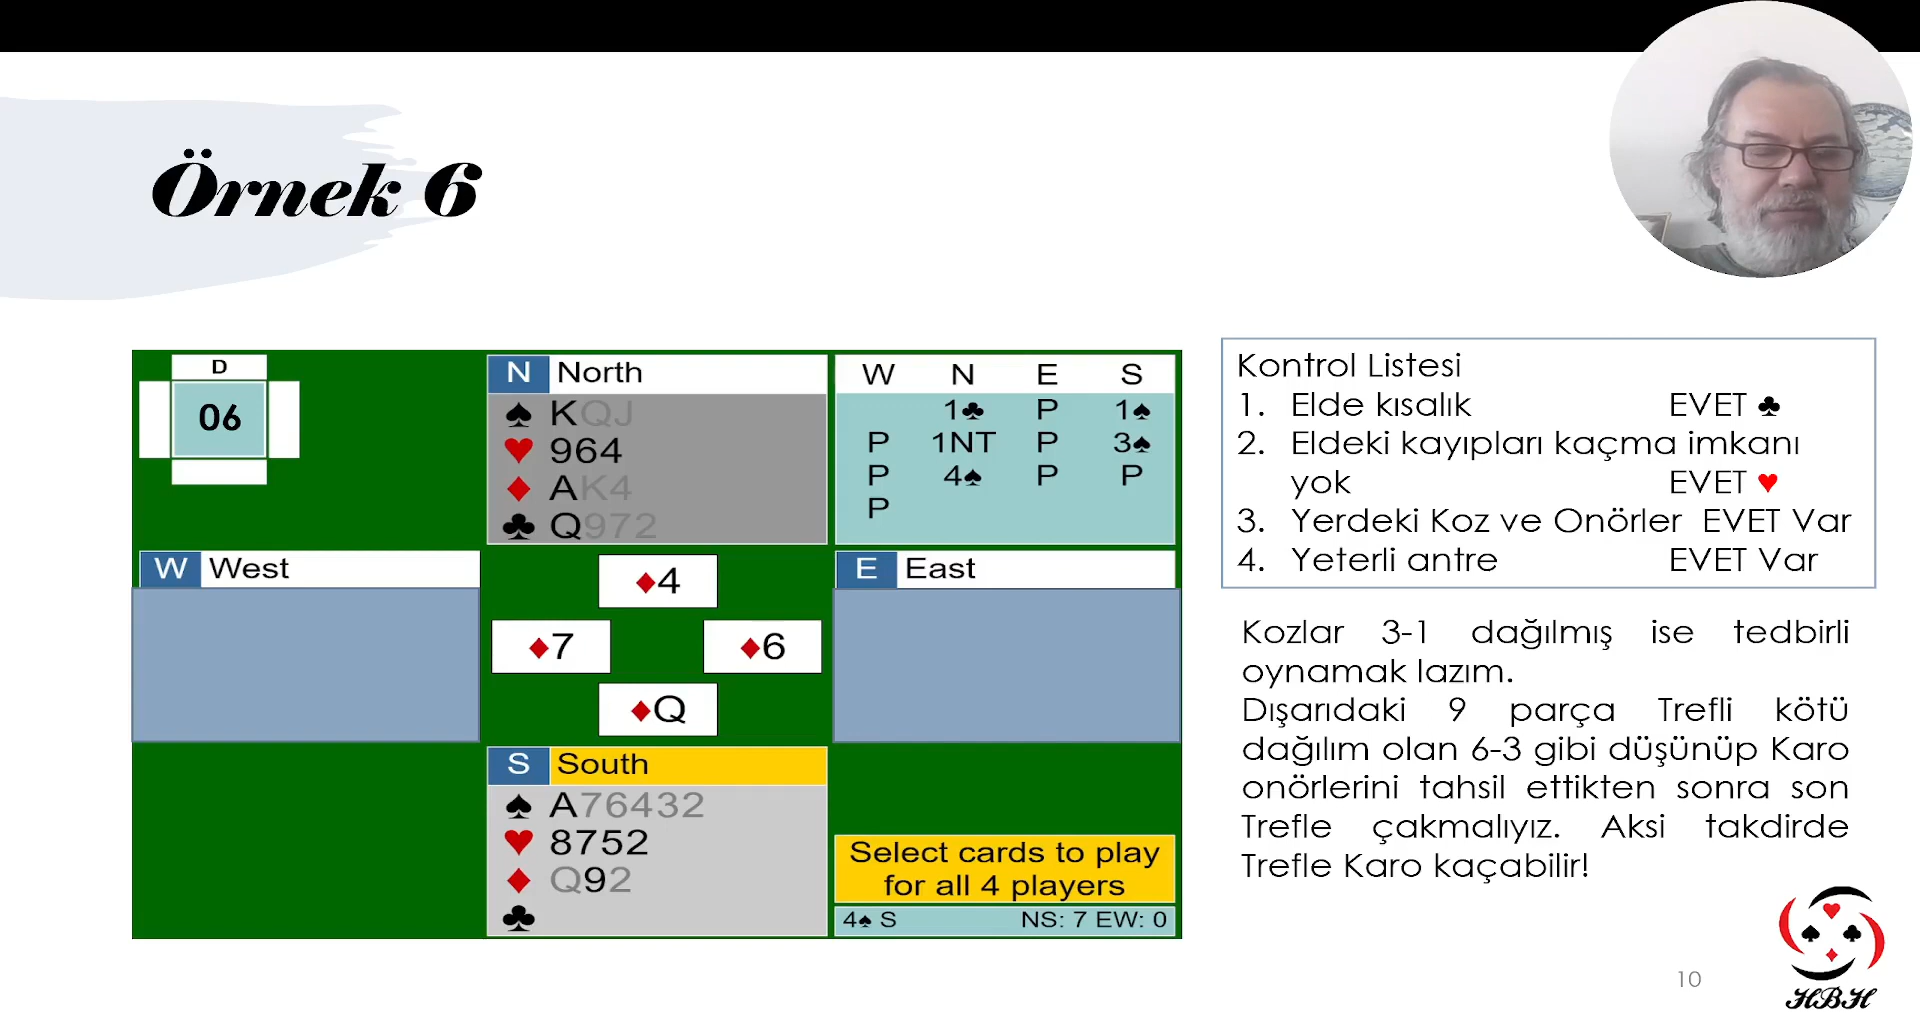 Örnek 6
D
06
N North
♠ KQJ
♥ 964
♦ AK4
♣ Q972
W N E S
1♣ P 1♠
P 1NT P 3♠
P 4♠ P P
P
W West
♦4
♦7
♦6
♦Q
E East
S South
♠ A76432
♥ 8752
♦ Q92
♣
Select cards to play
for all 4 players
4♠ S NS: 7 EW: 0
Kontrol Listesi
1. Elde kısalık EVET ♣
2. Eldeki kayıpları kaçma imkanı
yok EVET ♥
3. Yerdeki Koz ve Onörler EVET Var
4. Yeterli antre EVET Var
Kozlar 3-1 dağılmış ise tedbirli
oynamak lazım.
Dışarıdaki 9 parça Trefli kötü
dağılım olan 6-3 gibi düşünüp Karo
onörlerini tahsil ettikten sonra son
Trefle çakmalıyız. Aksi takdirde
Trefle Karo kaçabilir!
10
HBH